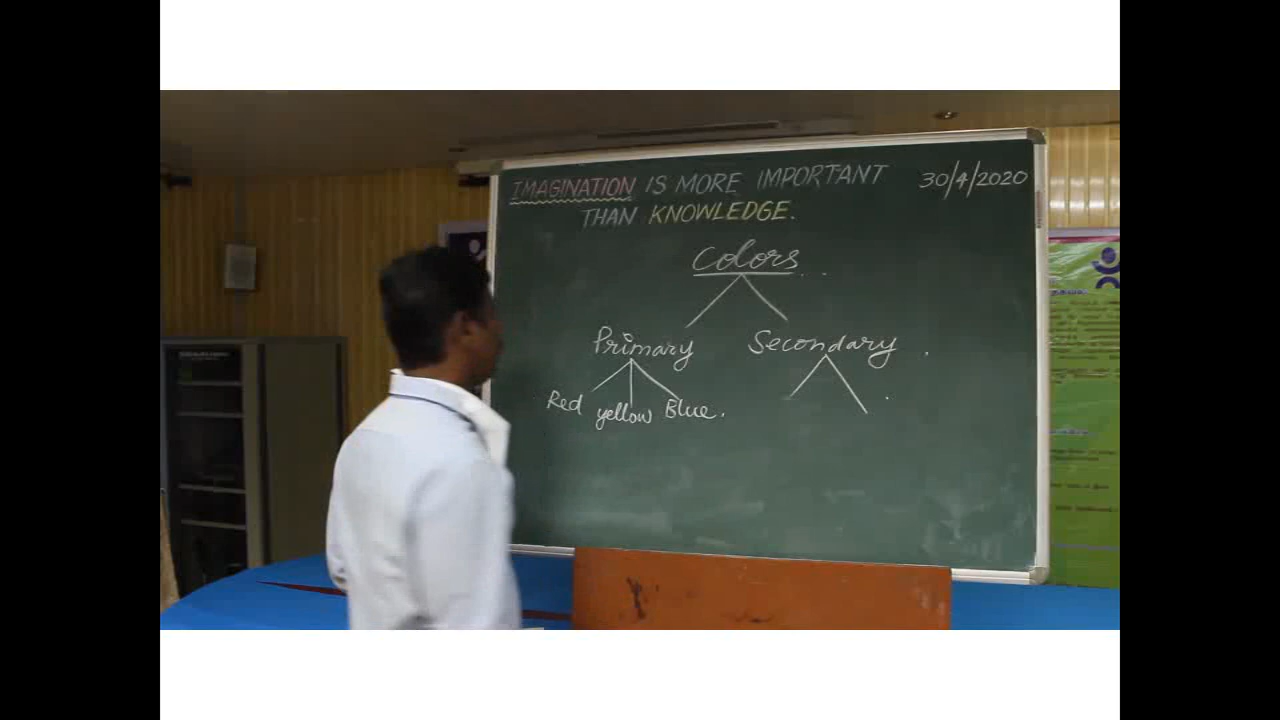 IMAGINATION IS MORE IMPORTANT
30/4/2020
THAN KNOWLEDGE.
Colors...
Primary
Secondary
Red yellow Blue.